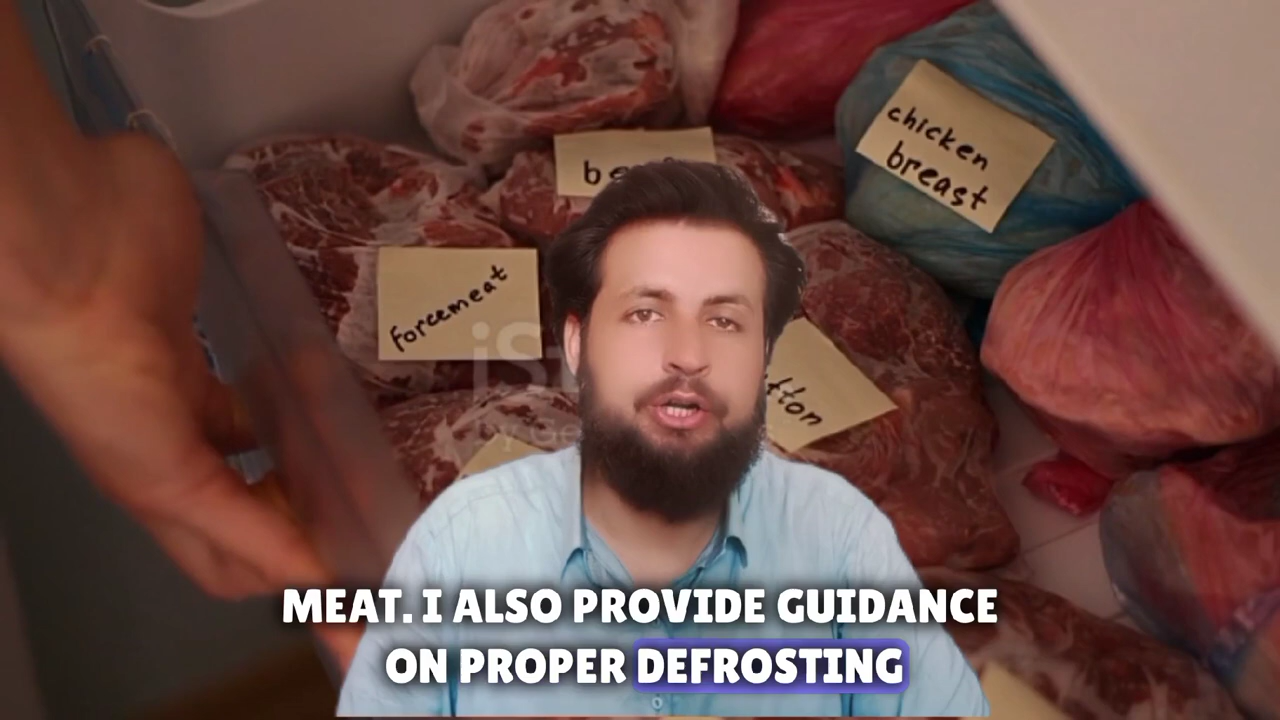 chicken
breast
forcemeat
MEAT. I ALSO PROVIDE GUIDANCE
ON PROPER DEFROSTING